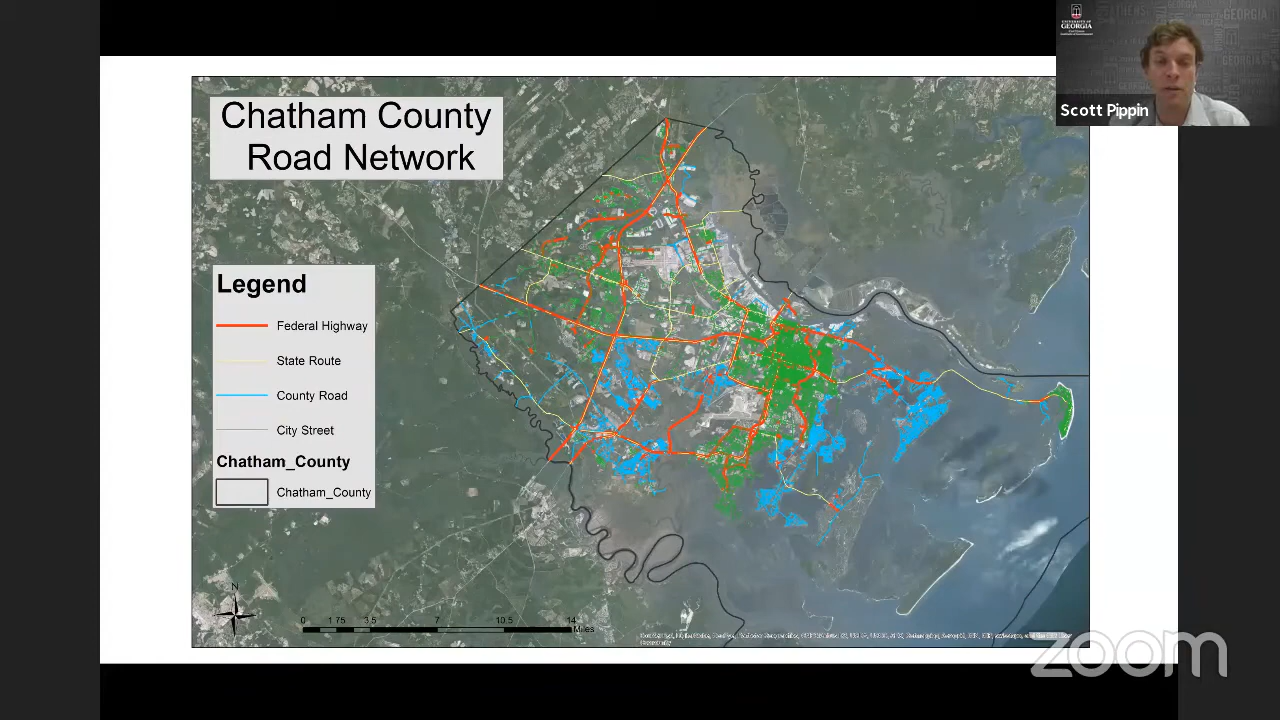 Chatham County
Road Network
Legend
Federal Highway
State Route
County Road
City Street
Chatham_County
Chatham_County
N
0 1.75 3.5 7 10.5 14
Miles
UNIVERSITY OF
GEORGIA
GEORGIA
Scott Pippin
zoom